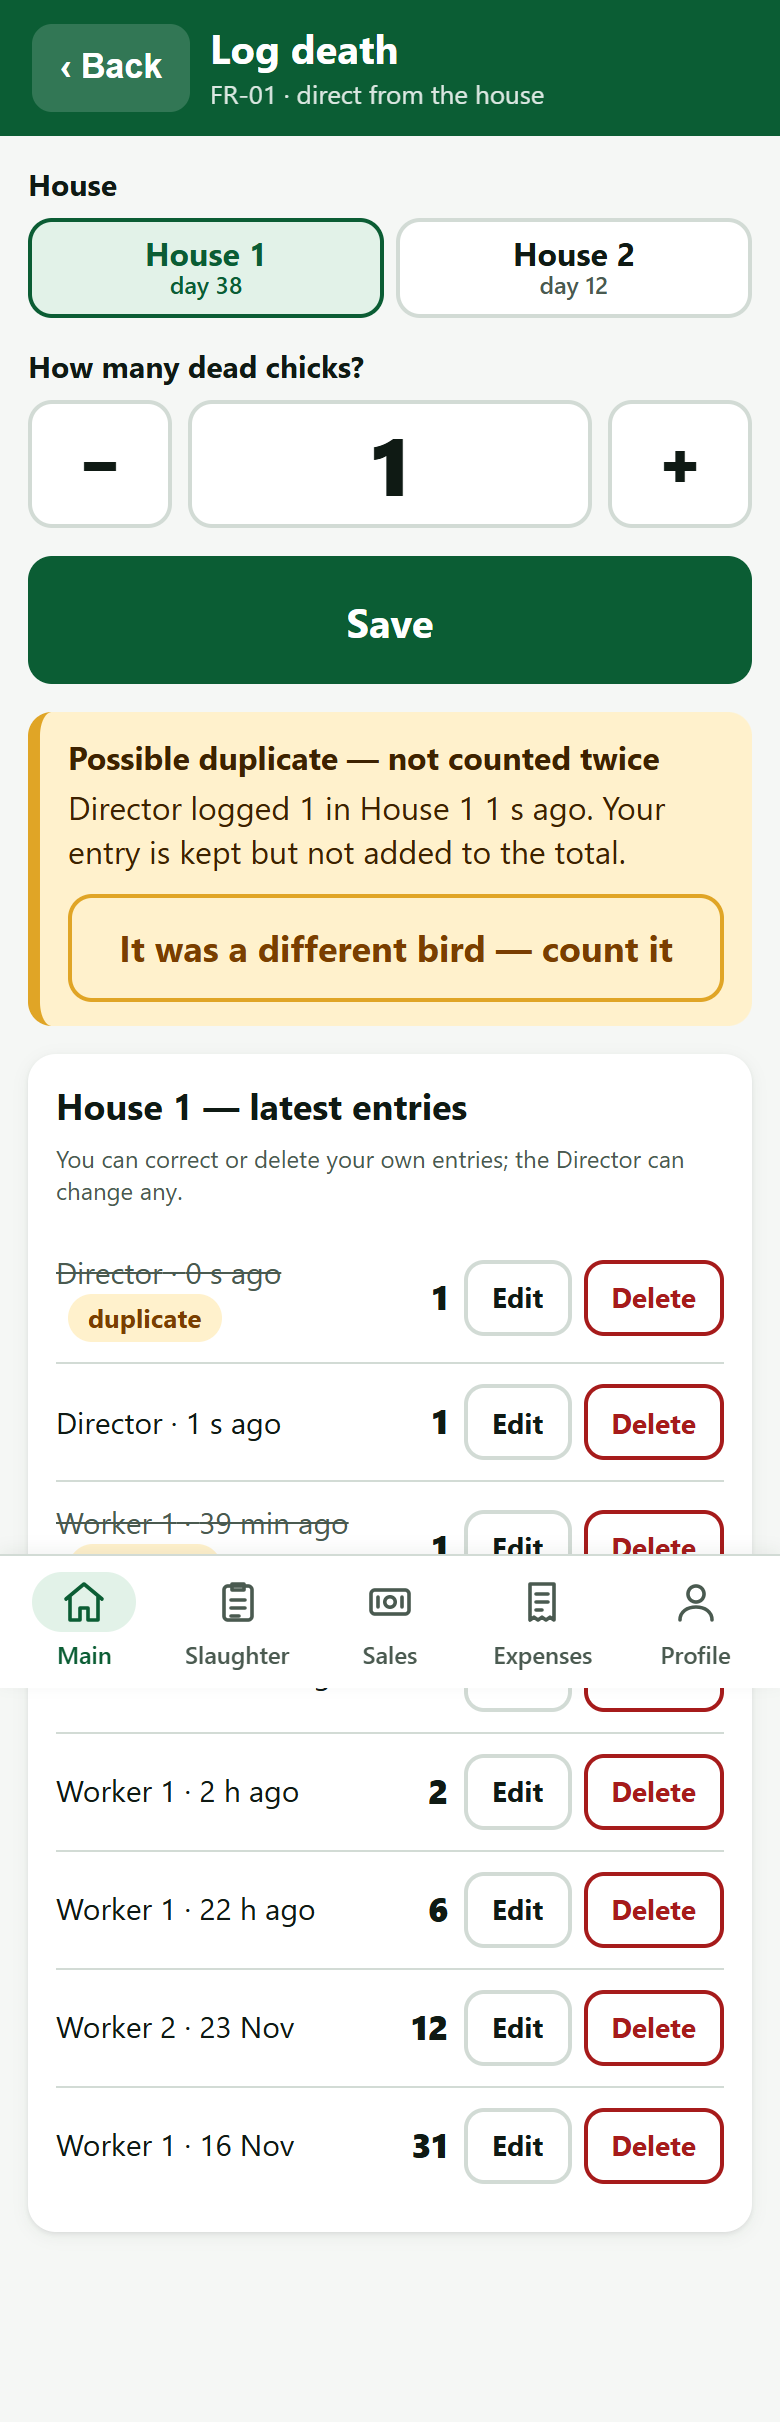 ‹ Back
Log death
FR-01 · direct from the house
House
House 1
day 38
House 2
day 12
How many dead chicks?
−
1
+
Save
Possible duplicate — not counted twice
Director logged 1 in House 1 1 s ago. Your
entry is kept but not added to the total.
It was a different bird — count it
House 1 — latest entries
You can correct or delete your own entries; the Director can
change any.
Director · 0 s ago
duplicate
1
Edit
Delete
Director · 1 s ago
1
Edit
Delete
Worker 1 · 39 min ago
1
Edit
Delete
Main
Slaughter
Sales
Expenses
Profile
Worker 1 · 2 h ago
2
Edit
Delete
Worker 1 · 22 h ago
6
Edit
Delete
Worker 2 · 23 Nov
12
Edit
Delete
Worker 1 · 16 Nov
31
Edit
Delete